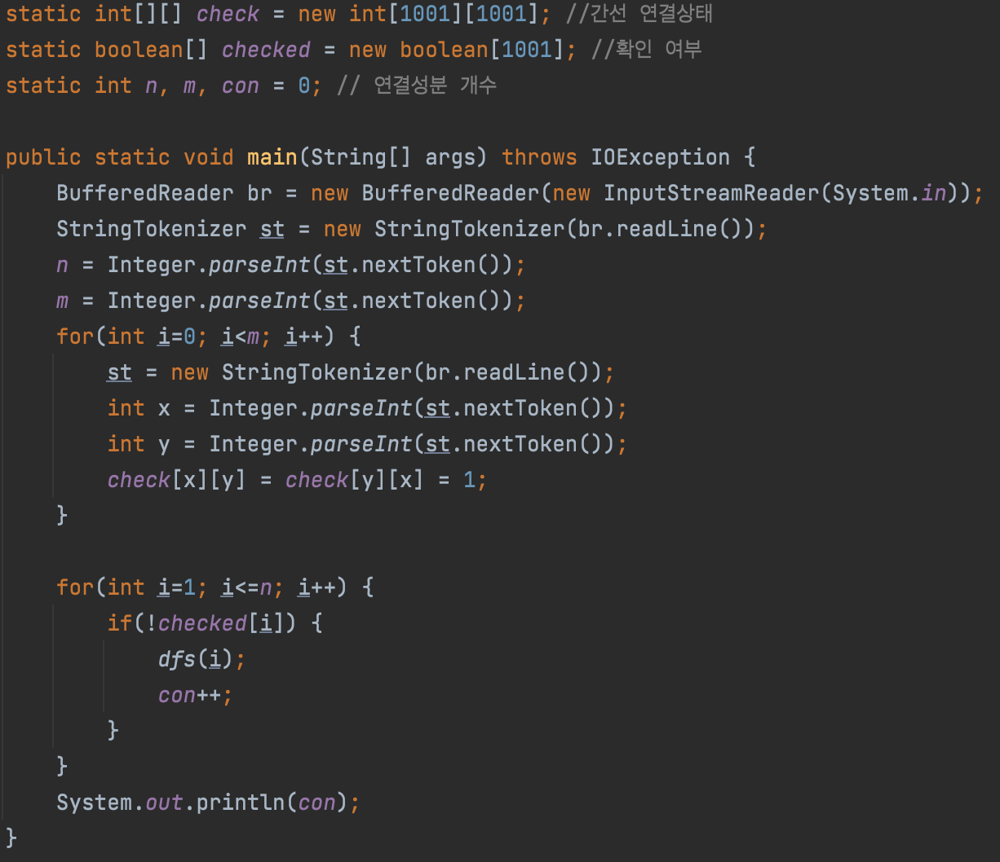 static int[][] check = new int[1001][1001]; //간선 연결상태
static boolean[] checked = new boolean[1001]; //확인 여부
static int n, m, con = 0; // 연결성분 개수
public static void main(String[] args) throws IOException {
BufferedReader br = new BufferedReader(new InputStreamReader(System.in));
StringTokenizer st = new StringTokenizer(br.readLine());
n = Integer.parseInt(st.nextToken());
m = Integer.parseInt(st.nextToken());
for(int i=0; i<m; i++) {
st = new StringTokenizer(br.readLine());
int x = Integer.parseInt(st.nextToken());
int y = Integer.parseInt(st.nextToken());
check[x][y] = check[y][x] = 1;
}
for(int i=1; i<=n; i++) {
if(!checked[i]) {
dfs(i);
con++;
}
}
System.out.println(con);
}